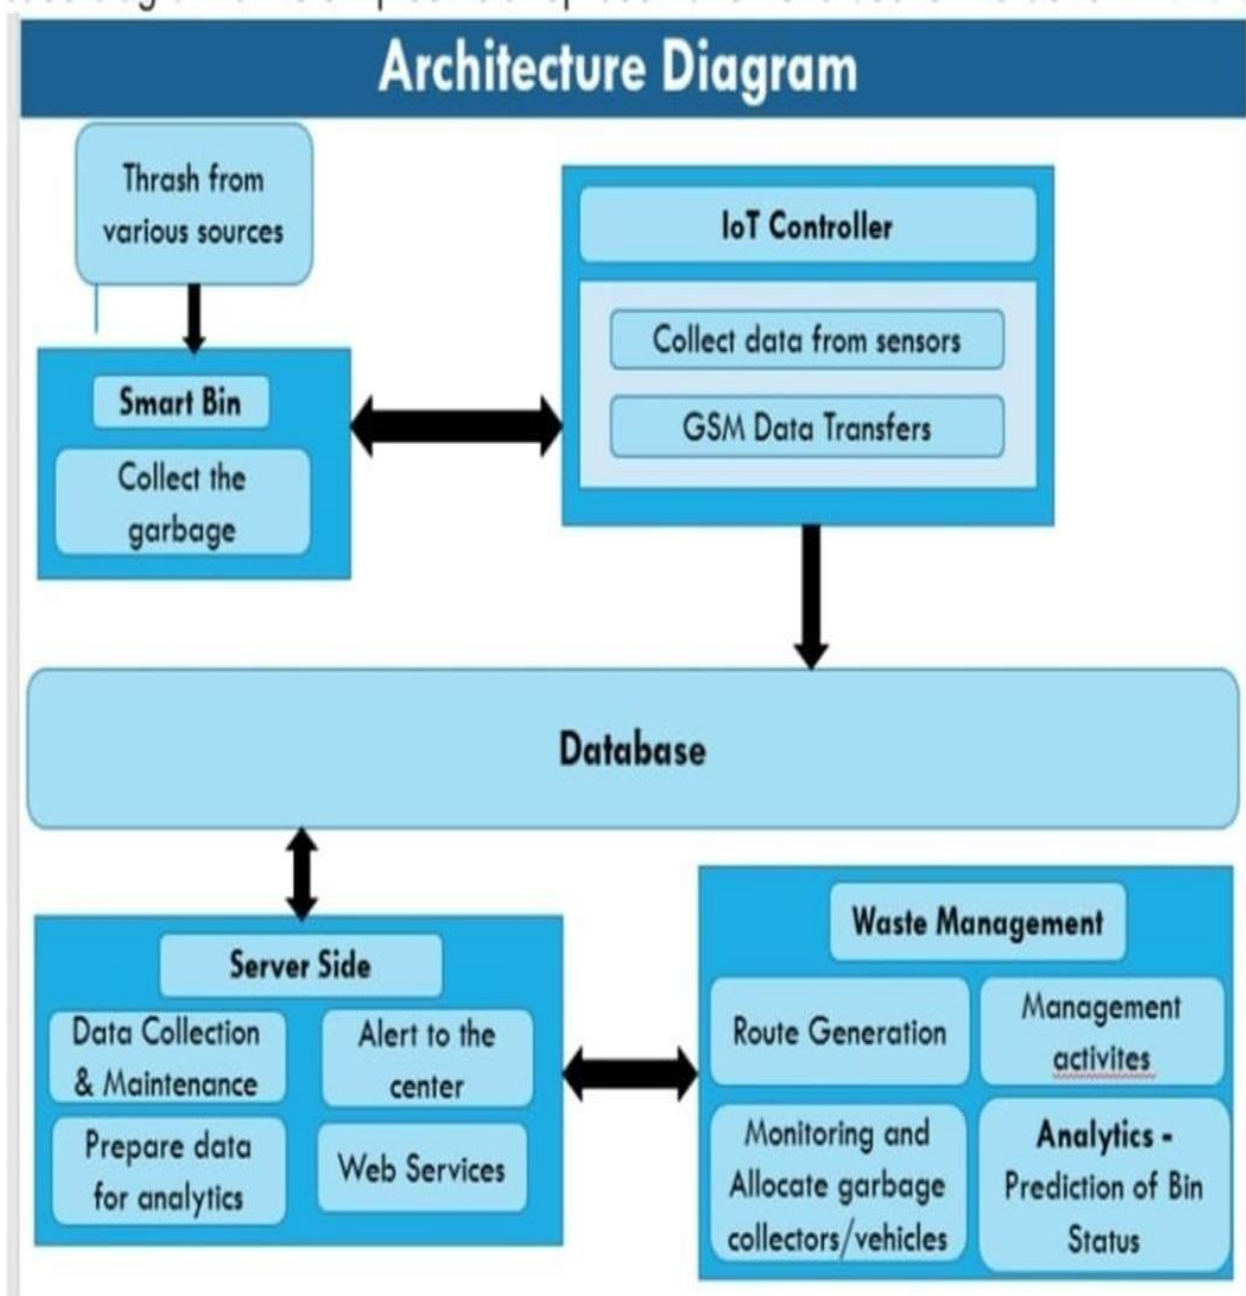 Architecture Diagram
Thrash from
various sources
Smart Bin
Collect the
garbage
IoT Controller
Collect data from sensors
GSM Data Transfers
Database
Server Side
Data Collection
& Maintenance
Alert to the
center
Prepare data
for analytics
Web Services
Waste Management
Route Generation
Management
activites
Monitoring and
Allocate garbage
collectors/vehicles
Analytics -
Prediction of Bin
Status